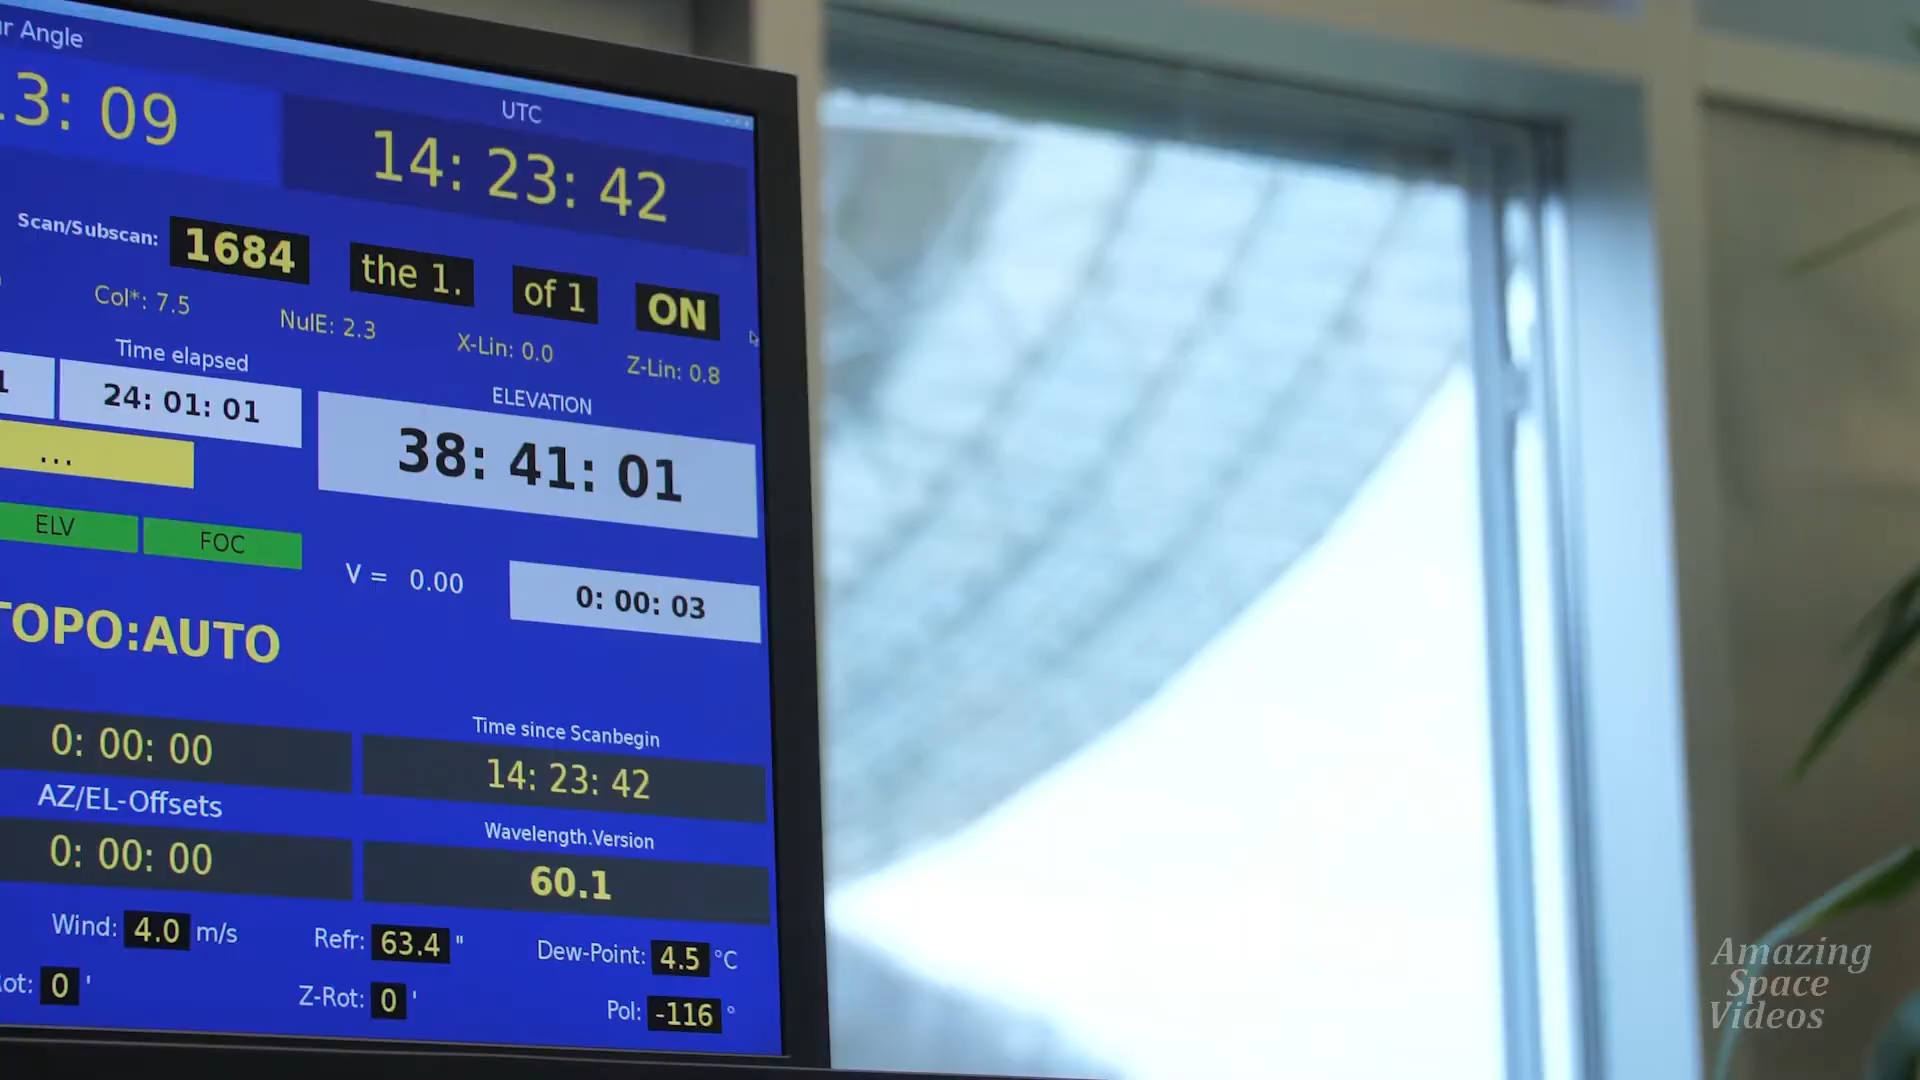 r Angle
UTC
3: 09
14: 23: 42
Scan/Subscan: 1684 the 1. of 1 ON
Col*: 7.5 NulE: 2.3 X-Lin: 0.0 Z-Lin: 0.8
Time elapsed
24: 01: 01
ELEVATION
38: 41: 01
...
ELV FOC
V = 0.00 0: 00: 03
TOPO:AUTO
0: 00: 00
Time since Scanbegin
14: 23: 42
AZ/EL-Offsets
0: 00: 00
Wavelength.Version
60.1
Wind: 4.0 m/s Refr: 63.4 " Dew-Point: 4.5 °C
ot: 0 ' Z-Rot: 0 ' Pol: -116 °
Amazing
Space
Videos